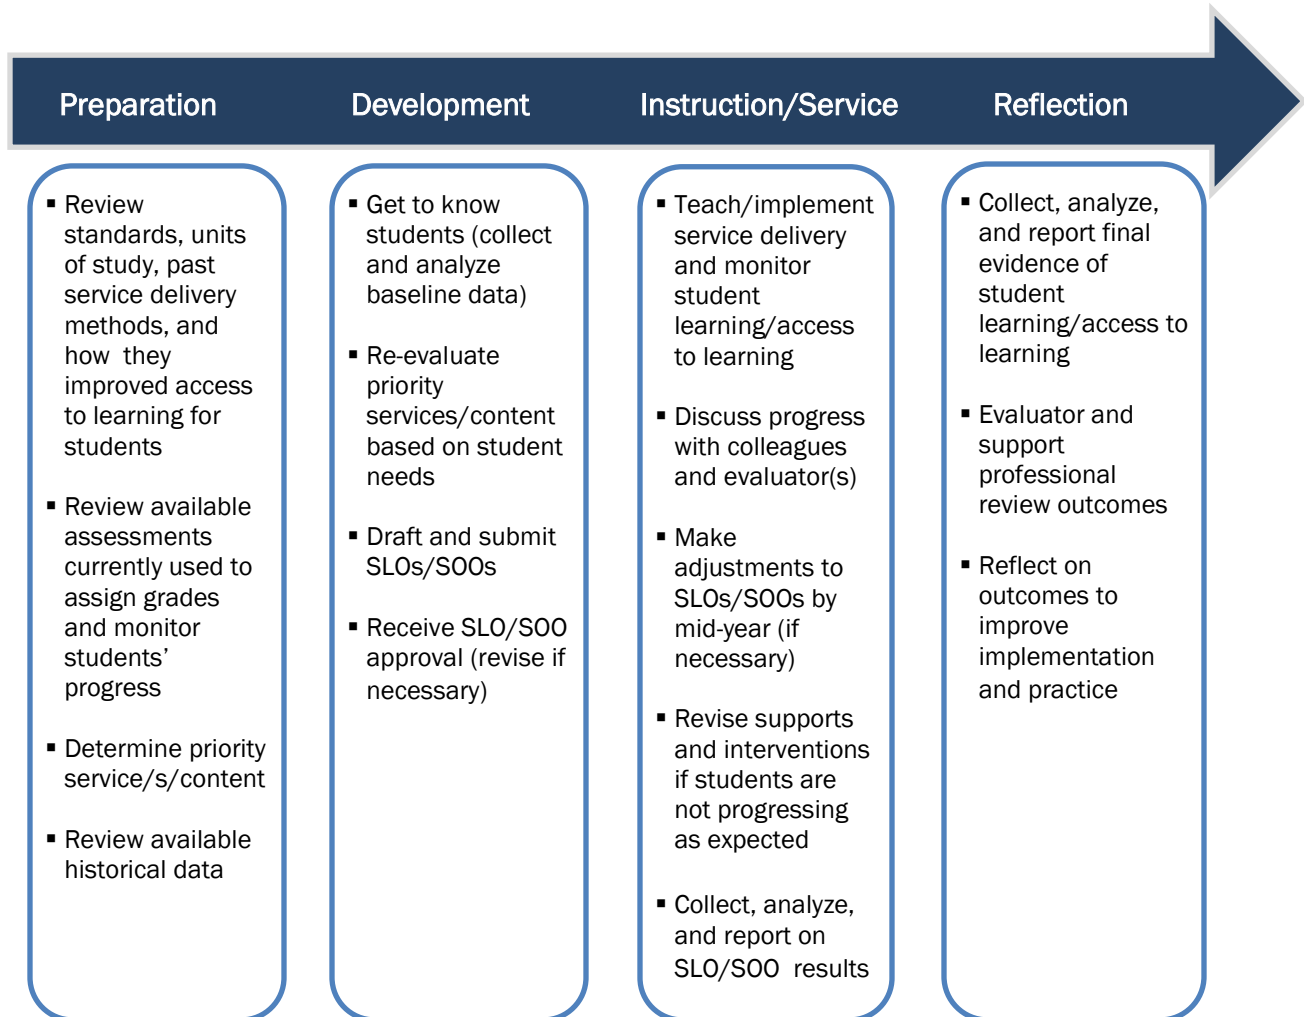 Preparation
Development
Instruction/Service
Reflection
▪ Review
standards, units
of study, past
service delivery
methods, and
how they
improved access
to learning for
students
▪ Review available
assessments
currently used to
assign grades
and monitor
students’
progress
▪ Determine priority
service/s/content
▪ Review available
historical data
▪ Get to know
students (collect
and analyze
baseline data)
▪ Re-evaluate
priority
services/content
based on student
needs
▪ Draft and submit
SLOs/SOOs
▪ Receive SLO/SOO
approval (revise if
necessary)
▪ Teach/implement
service delivery
and monitor
student
learning/access
to learning
▪ Discuss progress
with colleagues
and evaluator(s)
▪ Make
adjustments to
SLOs/SOOs by
mid-year (if
necessary)
▪ Revise supports
and interventions
if students are
not progressing
as expected
▪ Collect, analyze,
and report on
SLO/SOO results
▪ Collect, analyze,
and report final
evidence of
student
learning/access to
learning
▪ Evaluator and
support
professional
review outcomes
▪ Reflect on
outcomes to
improve
implementation
and practice